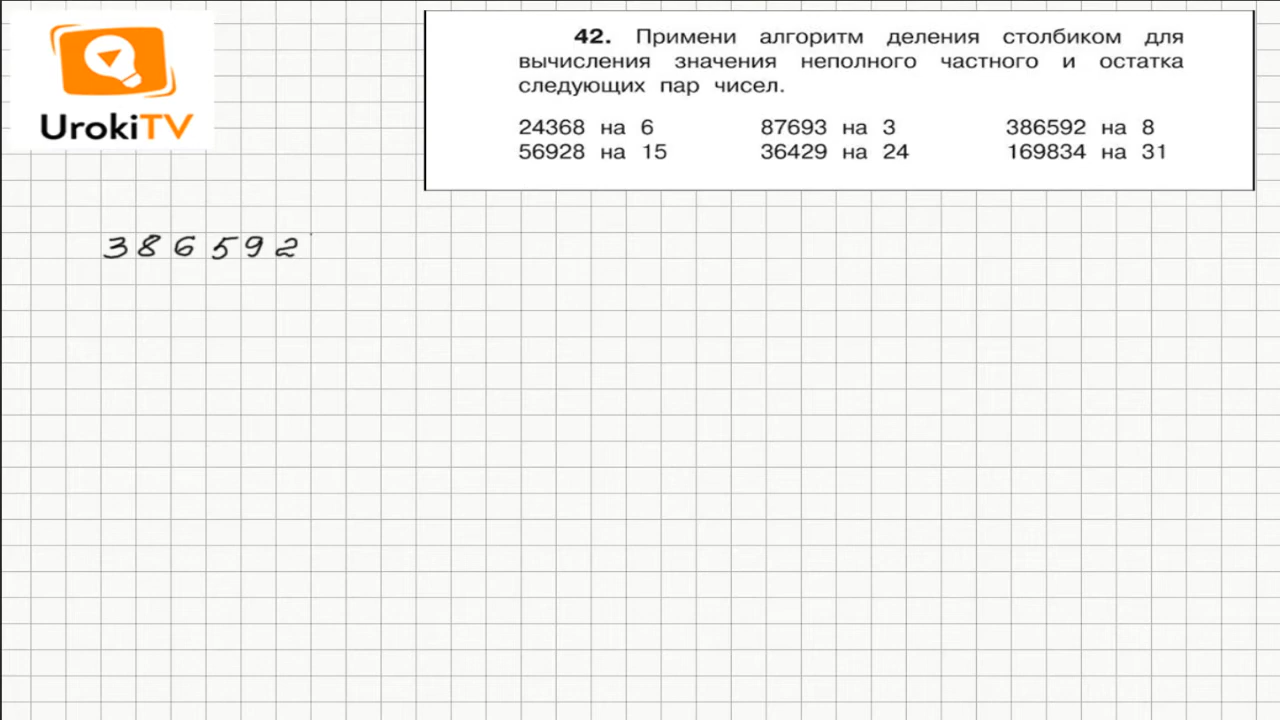 UrokiTV
42. Примени алгоритм деления столбиком для
вычисления значения неполного частного и остатка
следующих пар чисел.
24368 на 6 87693 на 3 386592 на 8
56928 на 15 36429 на 24 169834 на 31
386592